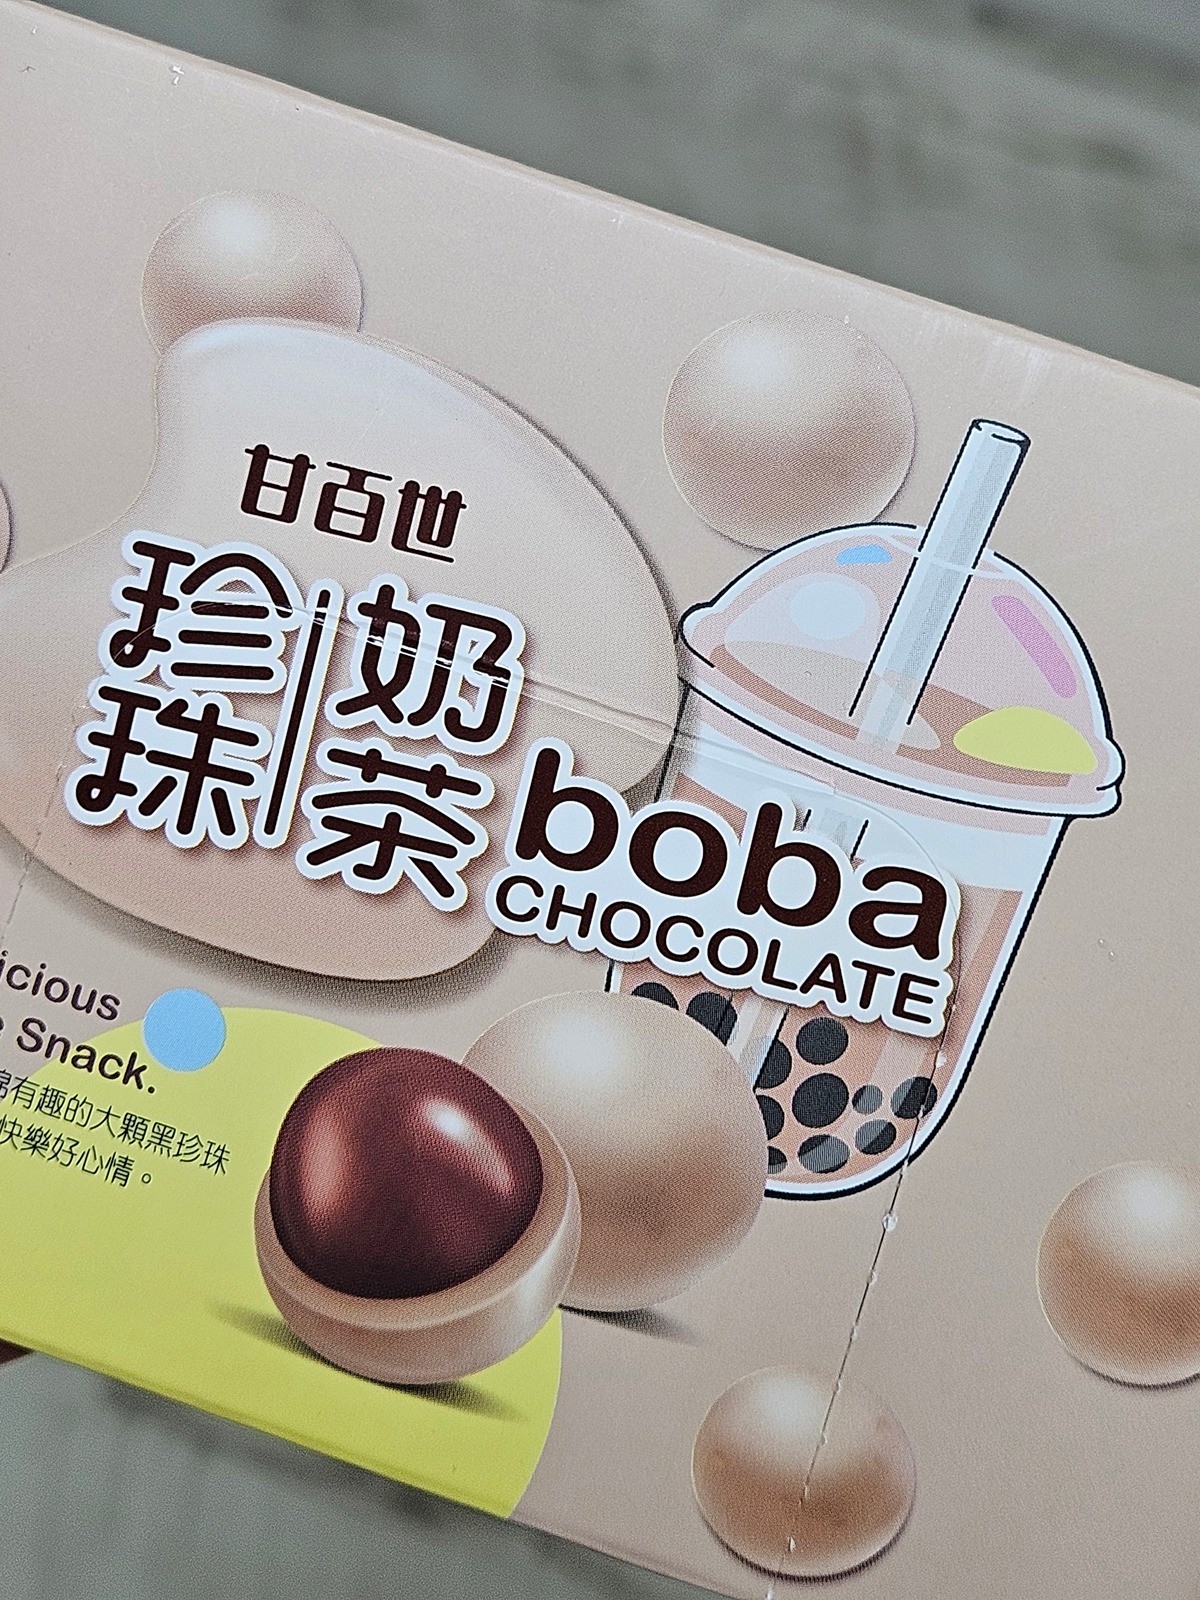 甘百世
珍珠
奶茶
boba
CHOCOLATE
icious
Snack.
有趣的大顆黑珍珠
快樂好心情。